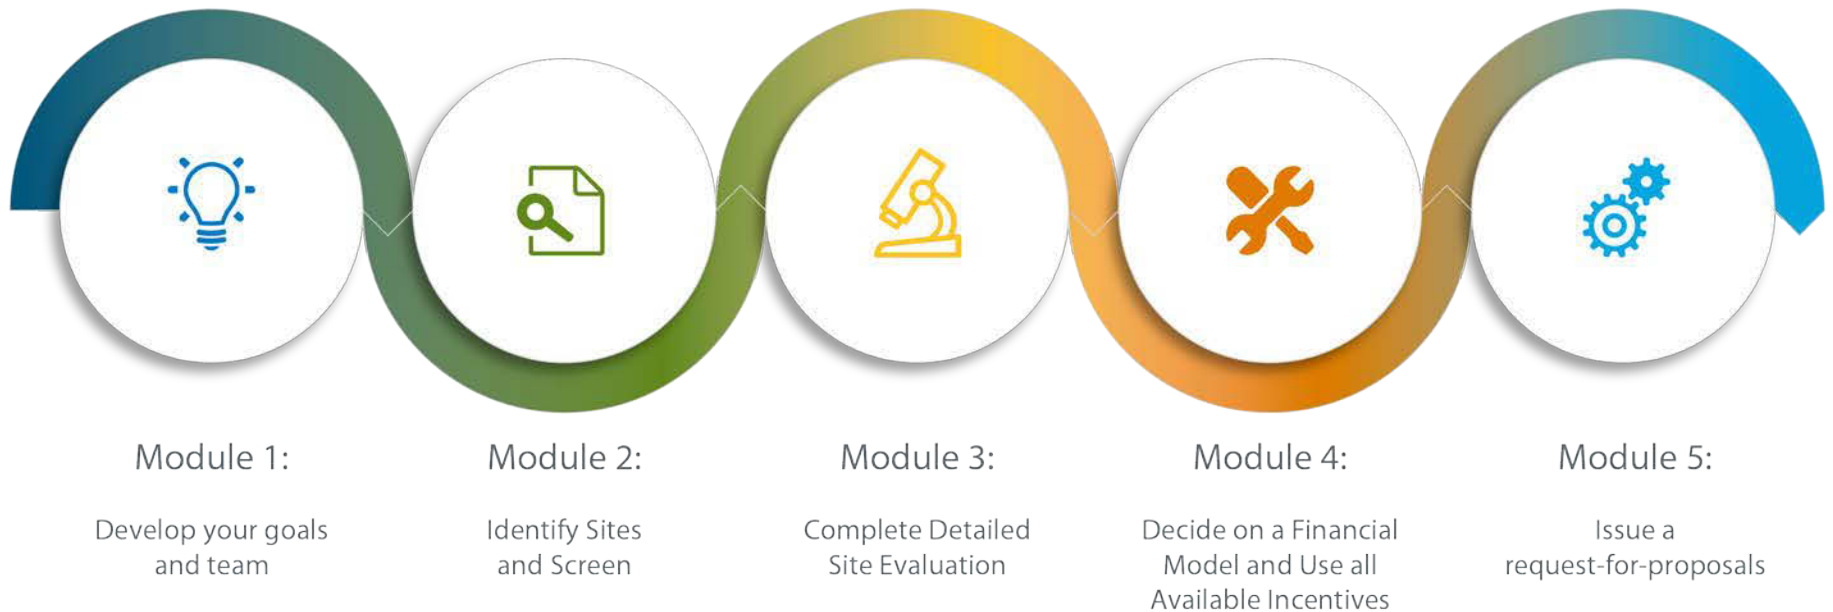 Module 1:
Develop your goals
and team
Module 2:
Identify Sites
and Screen
Module 3:
Complete Detailed
Site Evaluation
Module 4:
Decide on a Financial
Model and Use all
Available Incentives
Module 5:
Issue a
request-for-proposals